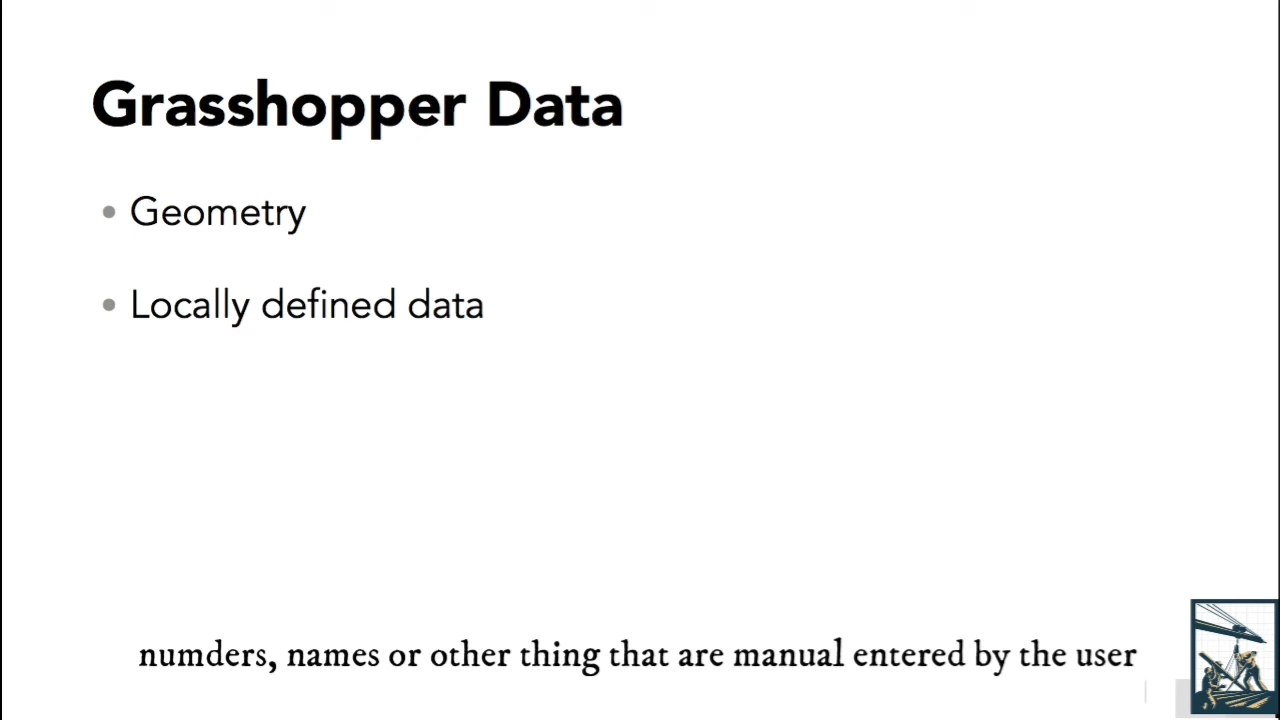 Grasshopper Data
• Geometry
• Locally defined data
numders, names or other thing that are manual entered by the user